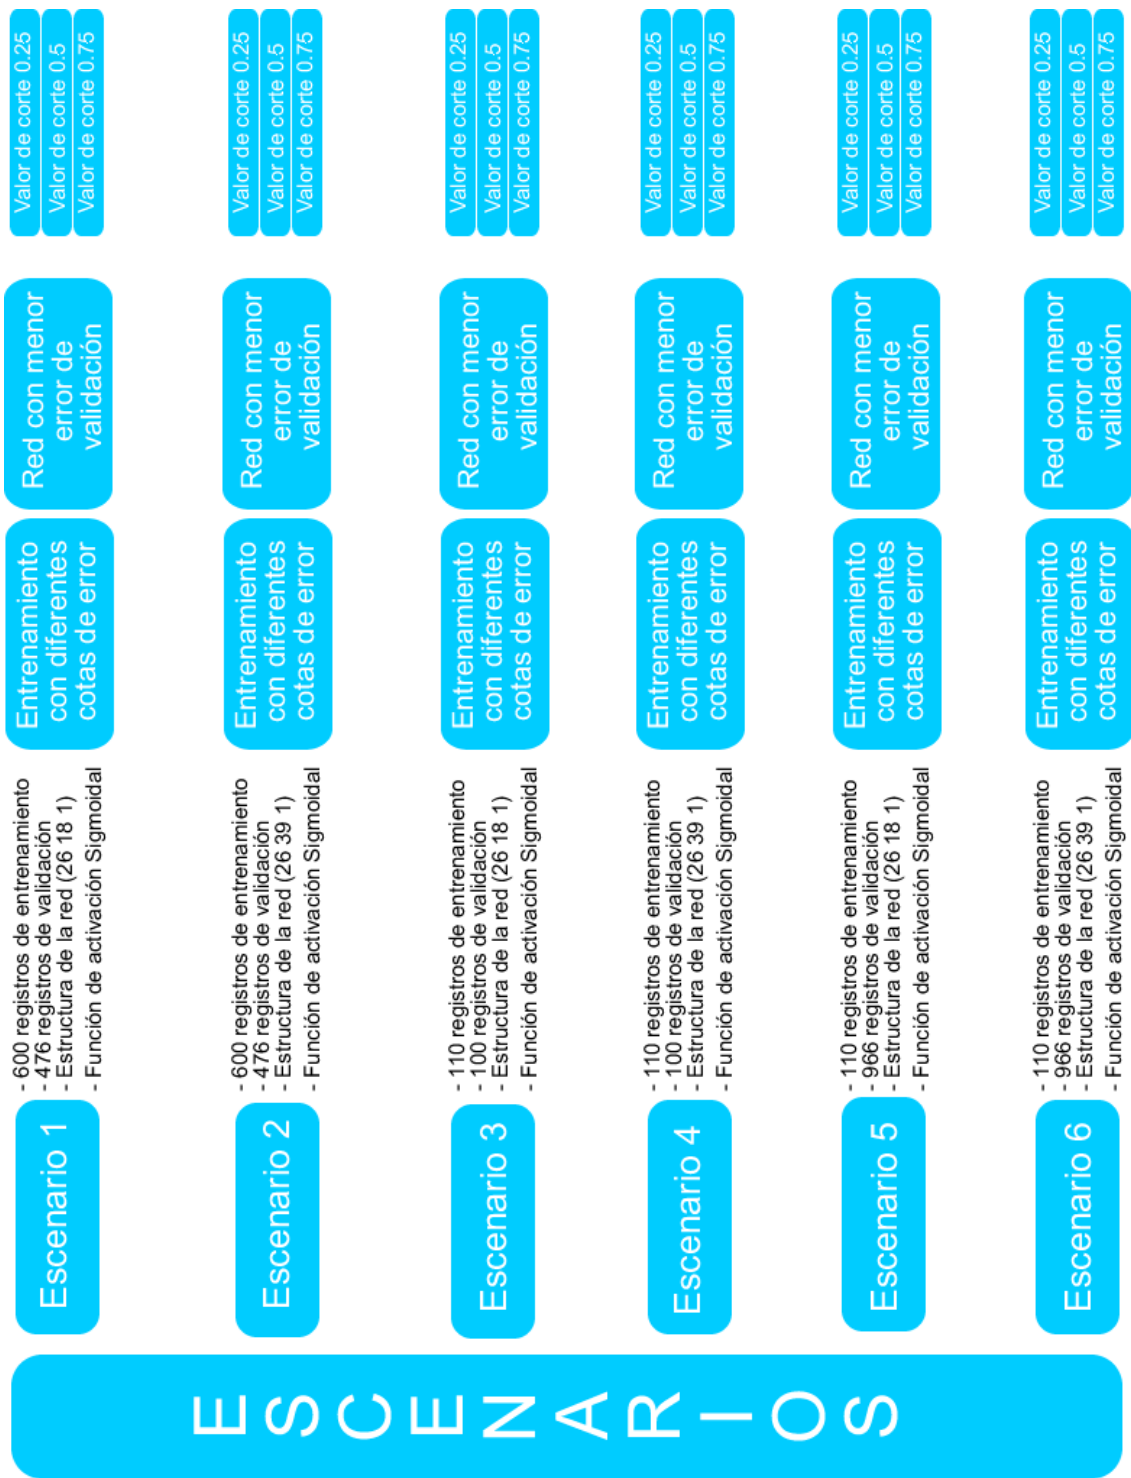 ESCENARIOS
Escenario 1
- 600 registros de entrenamiento
- 476 registros de validación
- Estructura de la red (26 18 1)
- Función de activación Sigmoidal
Entrenamiento
con diferentes
cotas de error
Red con menor
error de
validación
Valor de corte 0.25
Valor de corte 0.5
Valor de corte 0.75
Escenario 2
- 600 registros de entrenamiento
- 476 registros de validación
- Estructura de la red (26 39 1)
- Función de activación Sigmoidal
Entrenamiento
con diferentes
cotas de error
Red con menor
error de
validación
Valor de corte 0.25
Valor de corte 0.5
Valor de corte 0.75
Escenario 3
- 110 registros de entrenamiento
- 100 registros de validación
- Estructura de la red (26 18 1)
- Función de activación Sigmoidal
Entrenamiento
con diferentes
cotas de error
Red con menor
error de
validación
Valor de corte 0.25
Valor de corte 0.5
Valor de corte 0.75
Escenario 4
- 110 registros de entrenamiento
- 100 registros de validación
- Estructura de la red (26 39 1)
- Función de activación Sigmoidal
Entrenamiento
con diferentes
cotas de error
Red con menor
error de
validación
Valor de corte 0.25
Valor de corte 0.5
Valor de corte 0.75
Escenario 5
- 110 registros de entrenamiento
- 966 registros de validación
- Estructura de la red (26 18 1)
- Función de activación Sigmoidal
Entrenamiento
con diferentes
cotas de error
Red con menor
error de
validación
Valor de corte 0.25
Valor de corte 0.5
Valor de corte 0.75
Escenario 6
- 110 registros de entrenamiento
- 966 registros de validación
- Estructura de la red (26 39 1)
- Función de activación Sigmoidal
Entrenamiento
con diferentes
cotas de error
Red con menor
error de
validación
Valor de corte 0.25
Valor de corte 0.5
Valor de corte 0.75